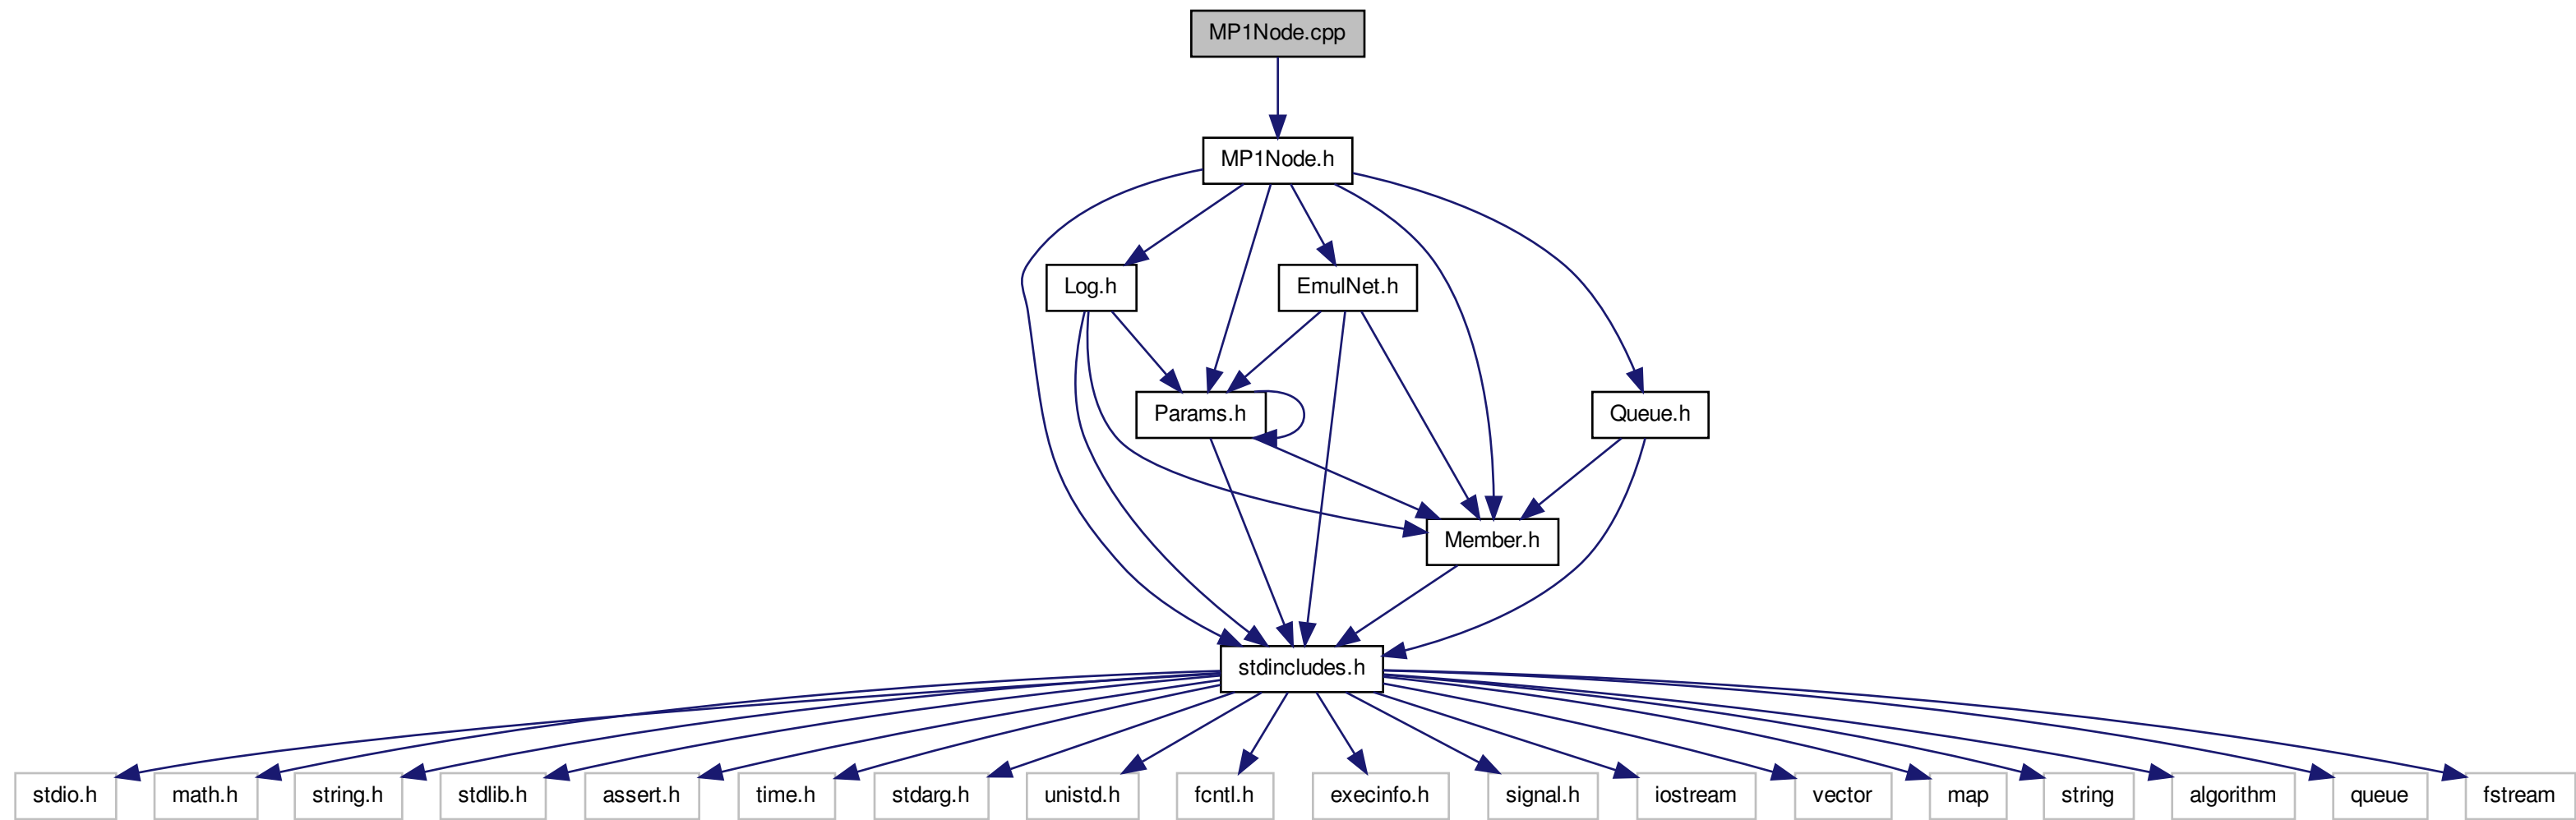 MP1Node.cpp
MP1Node.h
Log.h
EmulNet.h
Params.h
Queue.h
Member.h
stdincludes.h
stdio.h
math.h
string.h
stdlib.h
assert.h
time.h
stdarg.h
unistd.h
fcntl.h
execinfo.h
signal.h
iostream
vector
map
string
algorithm
queue
fstream